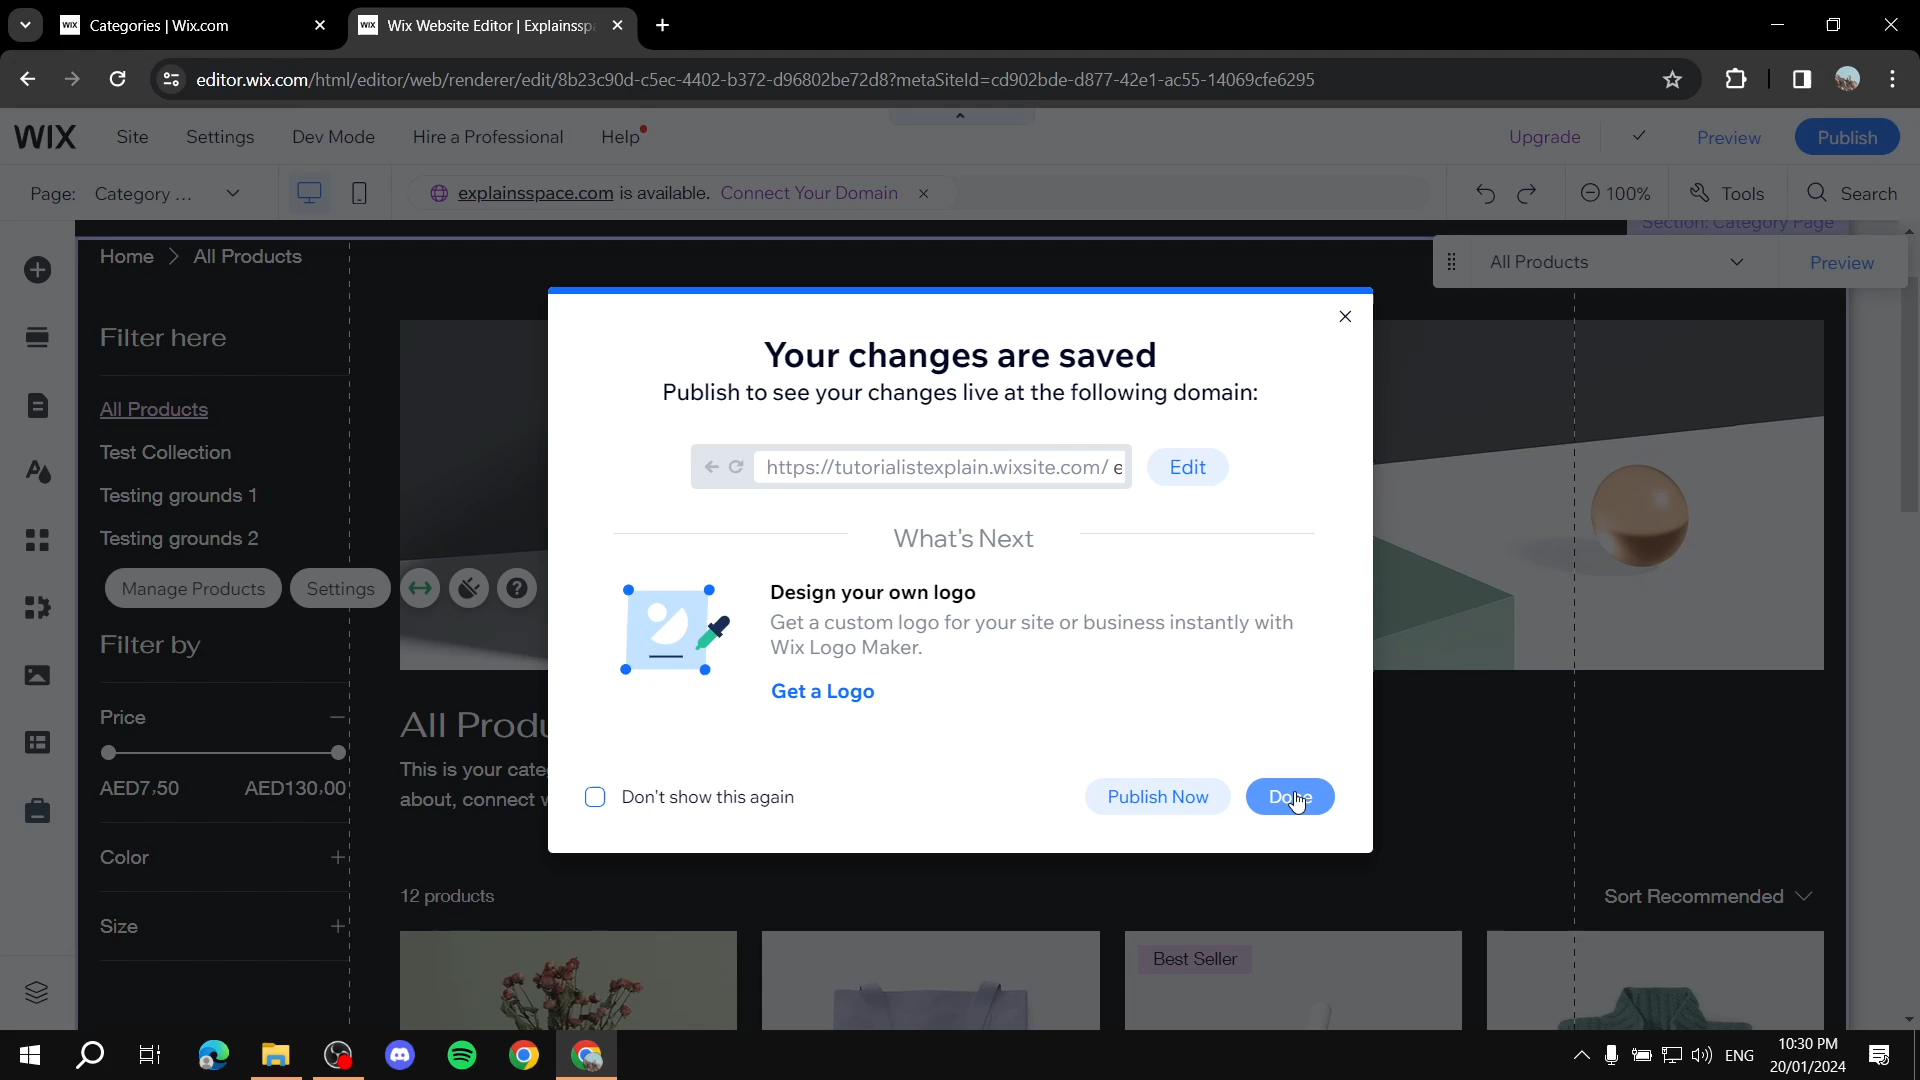 Categories | Wix.com
Wix Website Editor | Explainssp
editor.wix.com/html/editor/web/renderer/edit/8b23c90d-c5ec-4402-b372-d96802be72d8?metaSiteId=cd902bde-d877-42e1-ac55-14069cfe6295
WIX Site Settings Dev Mode Hire a Professional Help Upgrade Preview Publish
Page: Category ... explainsspace.com is available. Connect Your Domain 100% Tools Search
Section: Category Page
Home All Products
All Products Preview
Filter here
All Products
Test Collection
Testing grounds 1
Testing grounds 2
Manage Products Settings
Filter by
Price
AED7.50 AED130.00
Color
Size
Your changes are saved
Publish to see your changes live at the following domain:
https://tutorialistexplain.wixsite.com/ e Edit
What's Next
Design your own logo
Get a custom logo for your site or business instantly with
Wix Logo Maker.
Get a Logo
Don't show this again Publish Now Done
All Produ
This is your cate
about, connect w
12 products Sort Recommended
Best Seller
ENG
10:30 PM
20/01/2024